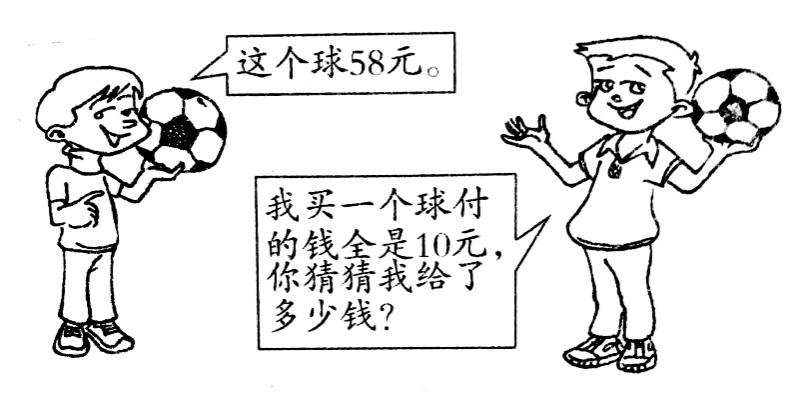 这个球58元。
我买一个球付
的钱全是10元，
你猜猜我给了
多少钱？